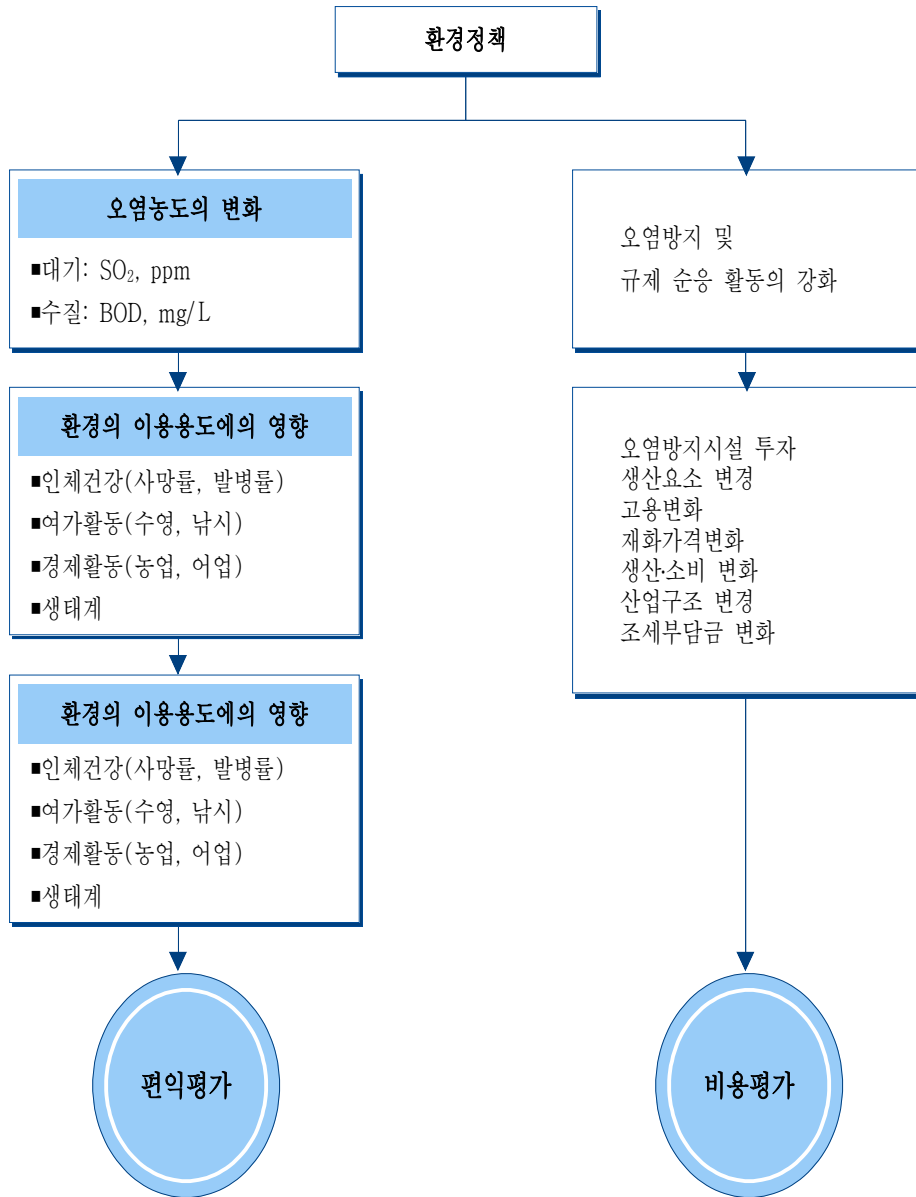 환경정책
오염농도의 변화
■대기: SO₂, ppm
■수질: BOD, mg/L
환경의 이용용도에의 영향
■인체건강(사망률, 발병률)
■여가활동(수영, 낚시)
■경제활동(농업, 어업)
■생태계
환경의 이용용도에의 영향
■인체건강(사망률, 발병률)
■여가활동(수영, 낚시)
■경제활동(농업, 어업)
■생태계
편익평가
오염방지 및
규제 순응 활동의 강화
오염방지시설 투자
생산요소 변경
고용변화
재화가격변화
생산·소비 변화
산업구조 변경
조세부담금 변화
비용평가